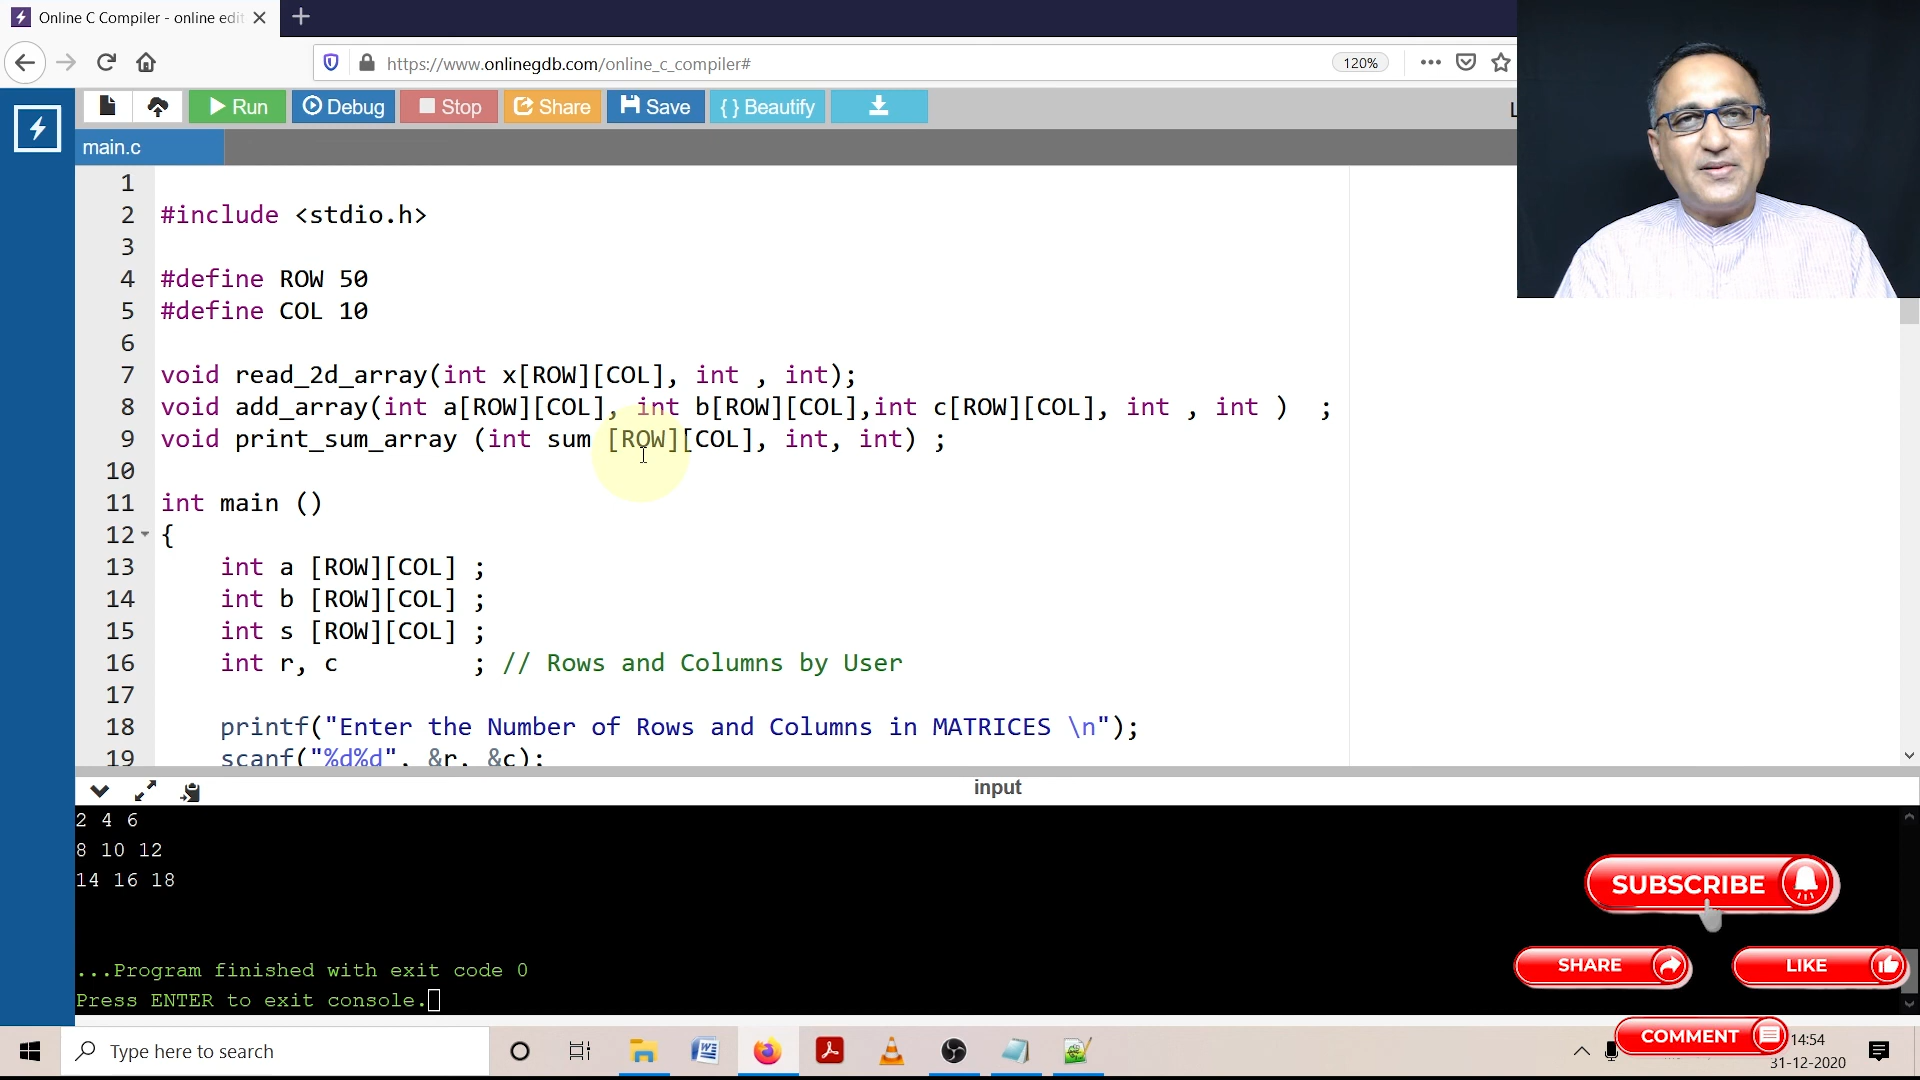 Online C Compiler - online edit
https://www.onlinegdb.com/online_c_compiler#
120%
Run
Debug
Stop
Share
Save
{ } Beautify
L
main.c
1
2 #include <stdio.h>
3
4 #define ROW 50
5 #define COL 10
6
7 void read_2d_array(int x[ROW][COL], int , int);
8 void add_array(int a[ROW][COL], int b[ROW][COL],int c[ROW][COL], int , int )  ;
9 void print_sum_array (int sum [ROW][COL], int, int) ;
10
11 int main ()
12 {
13     int a [ROW][COL] ;
14     int b [ROW][COL] ;
15     int s [ROW][COL] ;
16     int r, c         ; // Rows and Columns by User
17
18     printf("Enter the Number of Rows and Columns in MATRICES \n");
19     scanf("%d%d", &r, &c);
input
2 4 6
8 10 12
14 16 18
...Program finished with exit code 0
Press ENTER to exit console.
SUBSCRIBE
SHARE
LIKE
COMMENT
Type here to search
14:54
31-12-2020